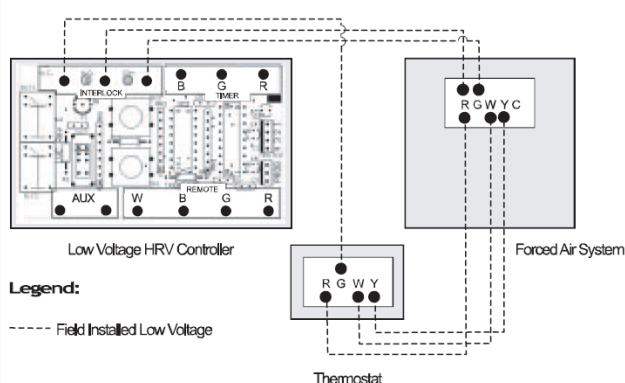 INTERLOCK
B G R
TIMER
R G W Y C
REMOTE
AUX
W B G R
Low Voltage HRV Controller
Forced Air System
R G W Y
Legend:
Field Installed Low Voltage
Thermostat